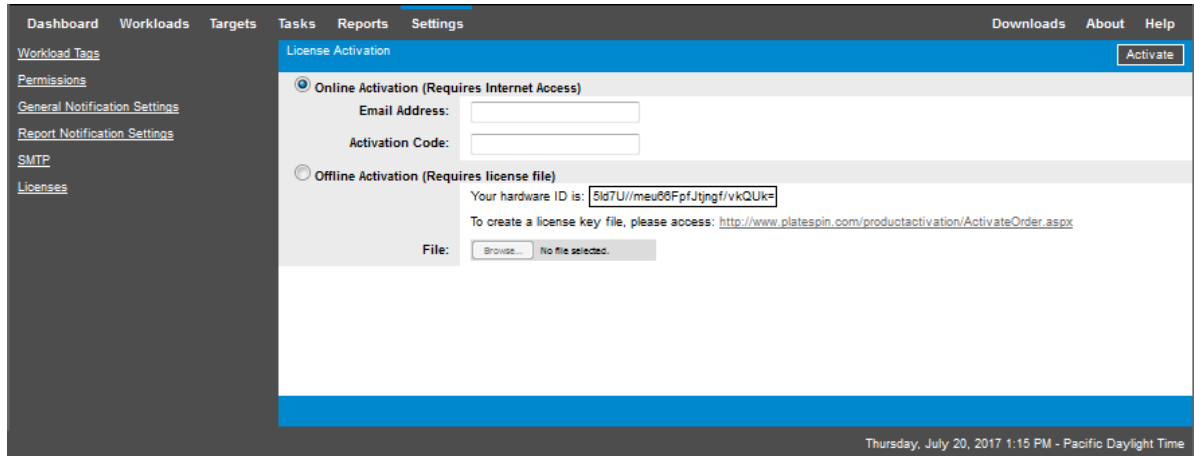 Dashboard Workloads Targets Tasks Reports Settings Downloads About Help
Workload Tags
Permissions
General Notification Settings
Report Notification Settings
SMTP
Licenses
License Activation Activate
Online Activation (Requires Internet Access)
Email Address:
Activation Code:
Offline Activation (Requires license file)
Your hardware ID is: 5Id7U//meu66FpfJtjngf/vkQUk=
To create a license key file, please access: http://www.platespin.com/productactivation/ActivateOrder.aspx
File: Browse... No file selected.
Thursday, July 20, 2017 1:15 PM - Pacific Daylight Time